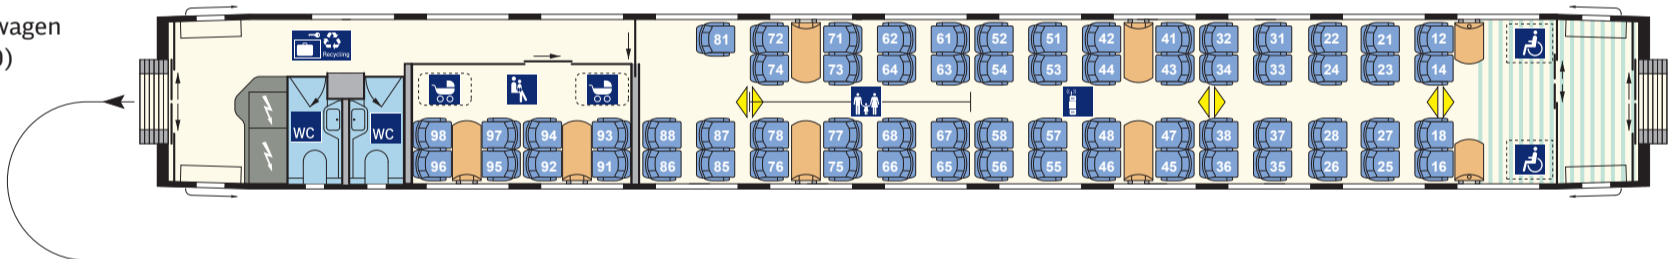 wagen
)
Recycling
81 72 71 62 61 52 51 42 41 32 31 22 21 12
74 73 64 63 54 53 44 43 34 33 24 23 14
WC WC
98 97 94 93 88 87 78 77 68 67 58 57 48 47 38 37 28 27 18
96 95 92 91 86 85 76 75 66 65 56 55 46 45 36 35 26 25 16